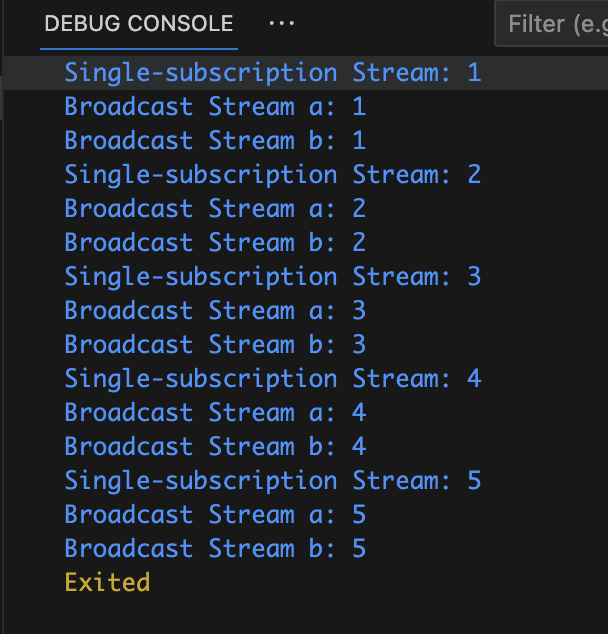 DEBUG CONSOLE ··· Filter (e.g
Single-subscription Stream: 1
Broadcast Stream a: 1
Broadcast Stream b: 1
Single-subscription Stream: 2
Broadcast Stream a: 2
Broadcast Stream b: 2
Single-subscription Stream: 3
Broadcast Stream a: 3
Broadcast Stream b: 3
Single-subscription Stream: 4
Broadcast Stream a: 4
Broadcast Stream b: 4
Single-subscription Stream: 5
Broadcast Stream a: 5
Broadcast Stream b: 5
Exited